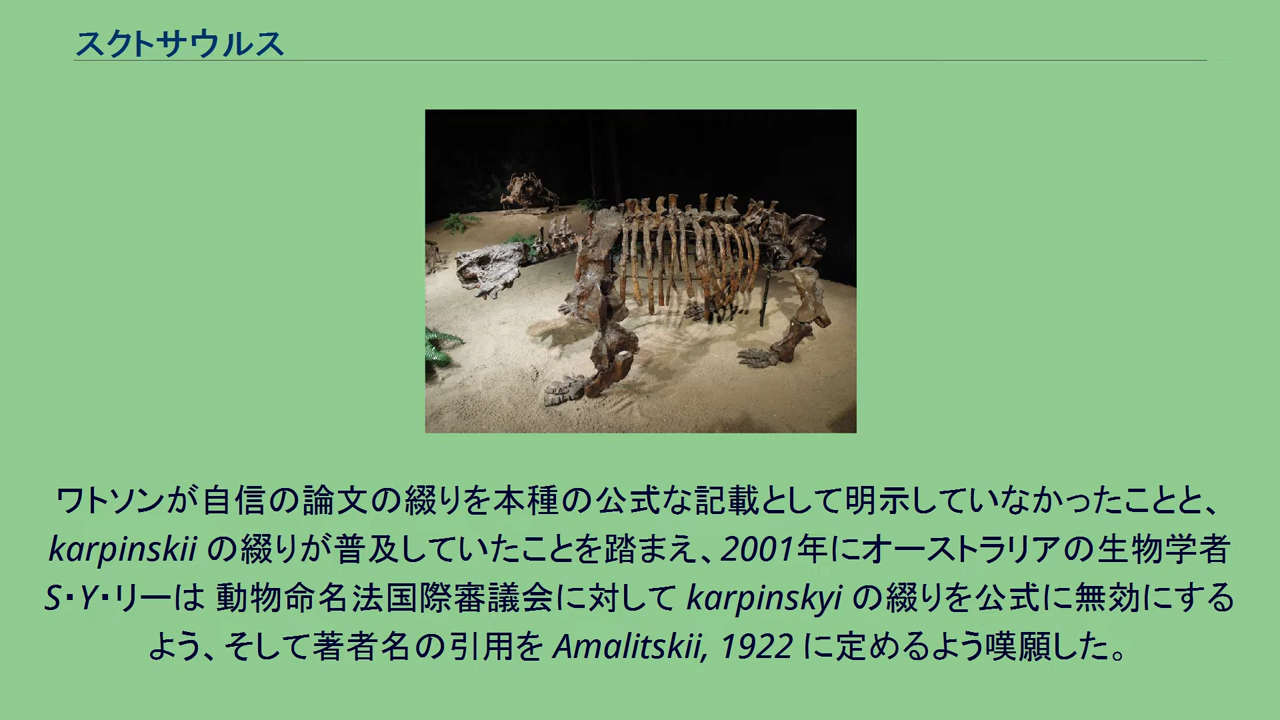 スクトサウルス
ワトソンが自信の論文の綴りを本種の公式な記載として明示していなかったことと、
karpinskii の綴りが普及していたことを踏まえ、2001年にオーストラリアの生物学者
S・Y・リーは 動物命名法国際審議会に対して karpinskyi の綴りを公式に無効にする
よう、そして著者名の引用を Amalitskii, 1922 に定めるよう嘆願した。